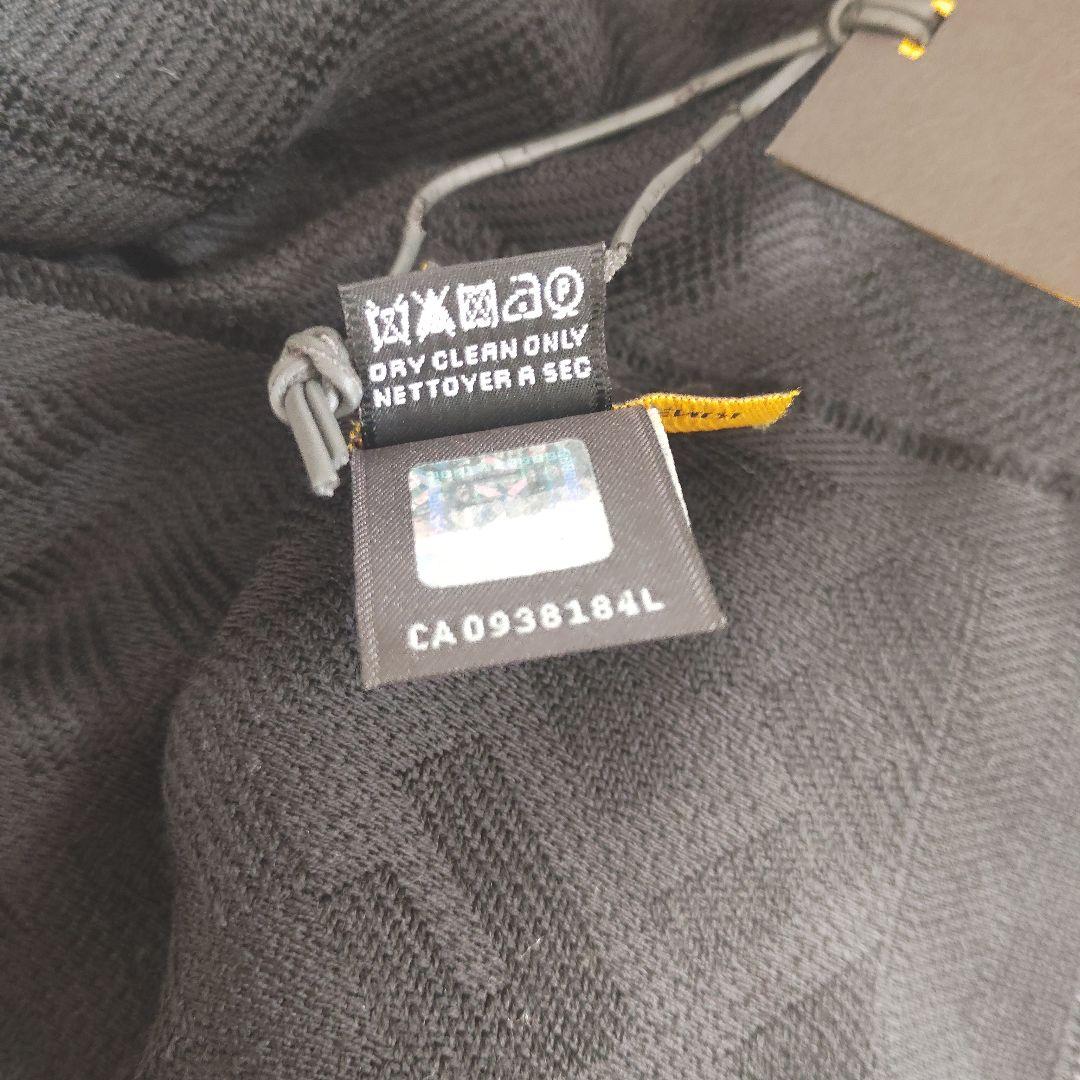 DRY CLEAN ONLY
NETTOYER A SEC
CA0938184L